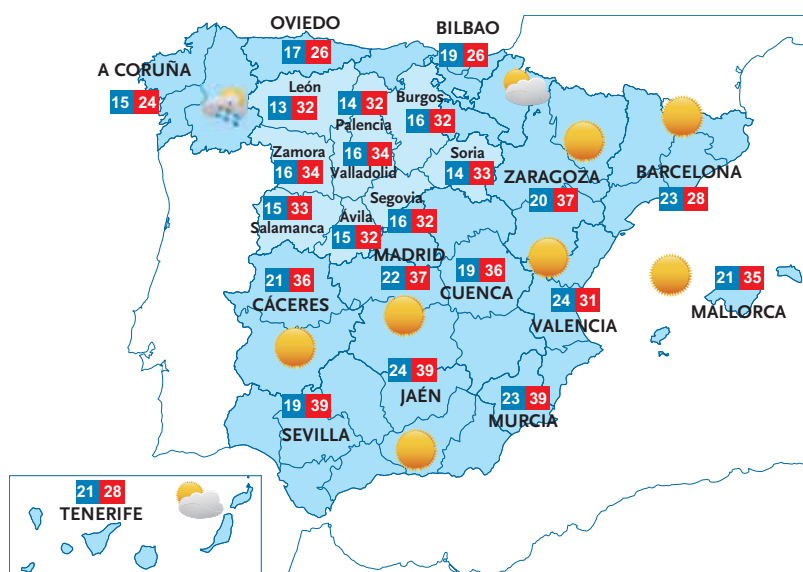 OVIEDO
17 26
BILBAO
19 26
A CORUÑA
15 24
León
13 32
14 32
Palencia
Burgos
16 32
Zamora
16 34
16 34
Valladolid
Soria
14 33
ZARAGOZA
20 37
BARCELONA
23 28
15 33
Salamanca
Ávila
15 32
Segovia
16 32
MADRID
22 37
19 36
CUENCA
21 36
CÁCERES
24 31
VALENCIA
21 35
MALLORCA
24 39
JAÉN
19 39
SEVILLA
23 39
MURCIA
21 28
TENERIFE